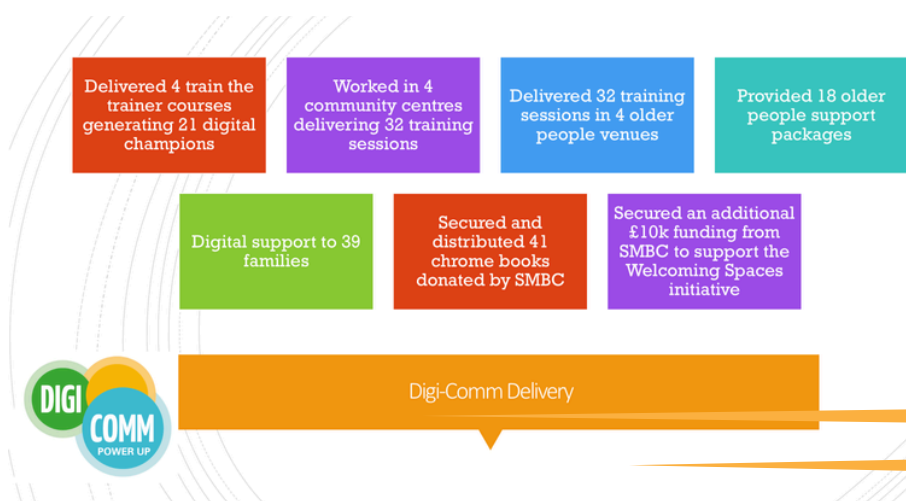 Delivered 4 train the
trainer courses
generating 21 digital
champions
Worked in 4
community centres
delivering 32 training
sessions
Delivered 32 training
sessions in 4 older
people venues
Provided 18 older
people support
packages
Digital support to 39
families
Secured and
distributed 41
chrome books
donated by SMBC
Secured an additional
£10k funding from
SMBC to support the
Welcoming Spaces
initiative
Digi-Comm Delivery
DIGI
COMM
POWER UP